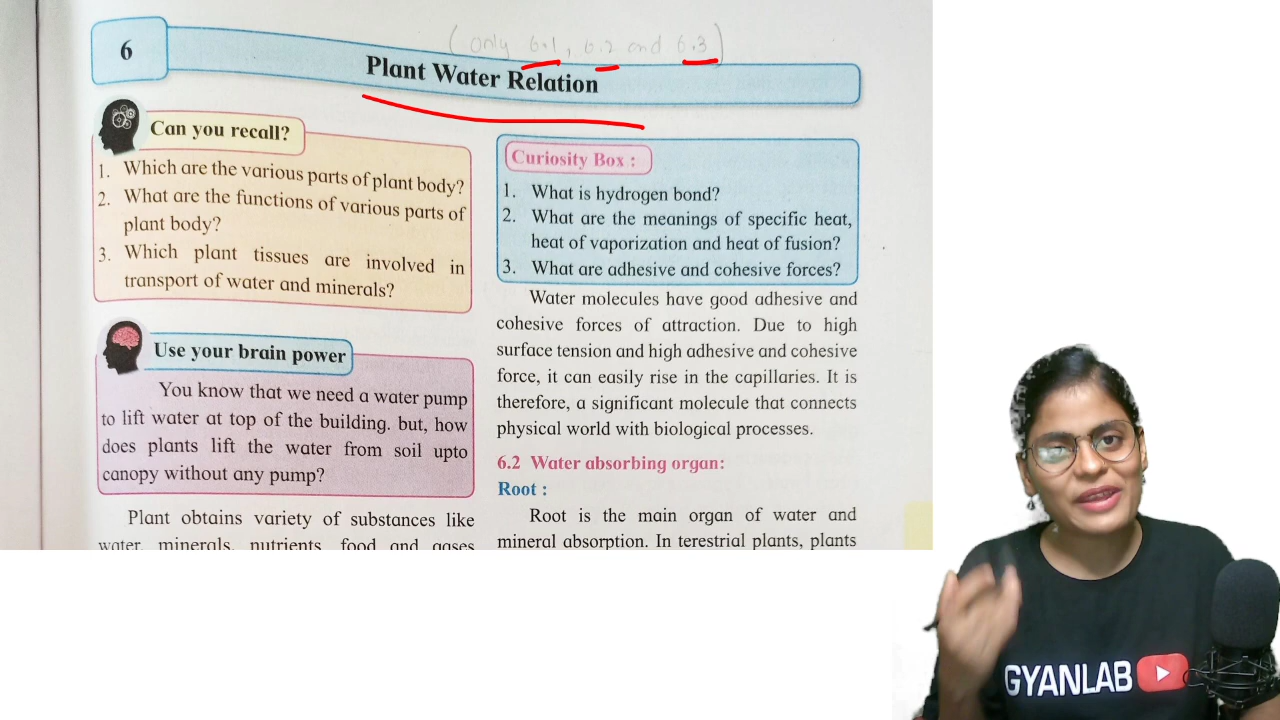 6
(only 6.1, 6.2 and 6.3)
Plant Water Relation
Can you recall?
1. Which are the various parts of plant body?
2. What are the functions of various parts of
plant body?
3. Which plant tissues are involved in
transport of water and minerals?
Use your brain power
You know that we need a water pump
to lift water at top of the building. but, how
does plants lift the water from soil upto
canopy without any pump?
Plant obtains variety of substances like
water, minerals, nutrients, food and gases
Curiosity Box :
1. What is hydrogen bond?
2. What are the meanings of specific heat,
heat of vaporization and heat of fusion?
3. What are adhesive and cohesive forces?
Water molecules have good adhesive and
cohesive forces of attraction. Due to high
surface tension and high adhesive and cohesive
force, it can easily rise in the capillaries. It is
therefore, a significant molecule that connects
physical world with biological processes.
6.2 Water absorbing organ:
Root :
Root is the main organ of water and
mineral absorption. In terestrial plants, plants
GYANLAB